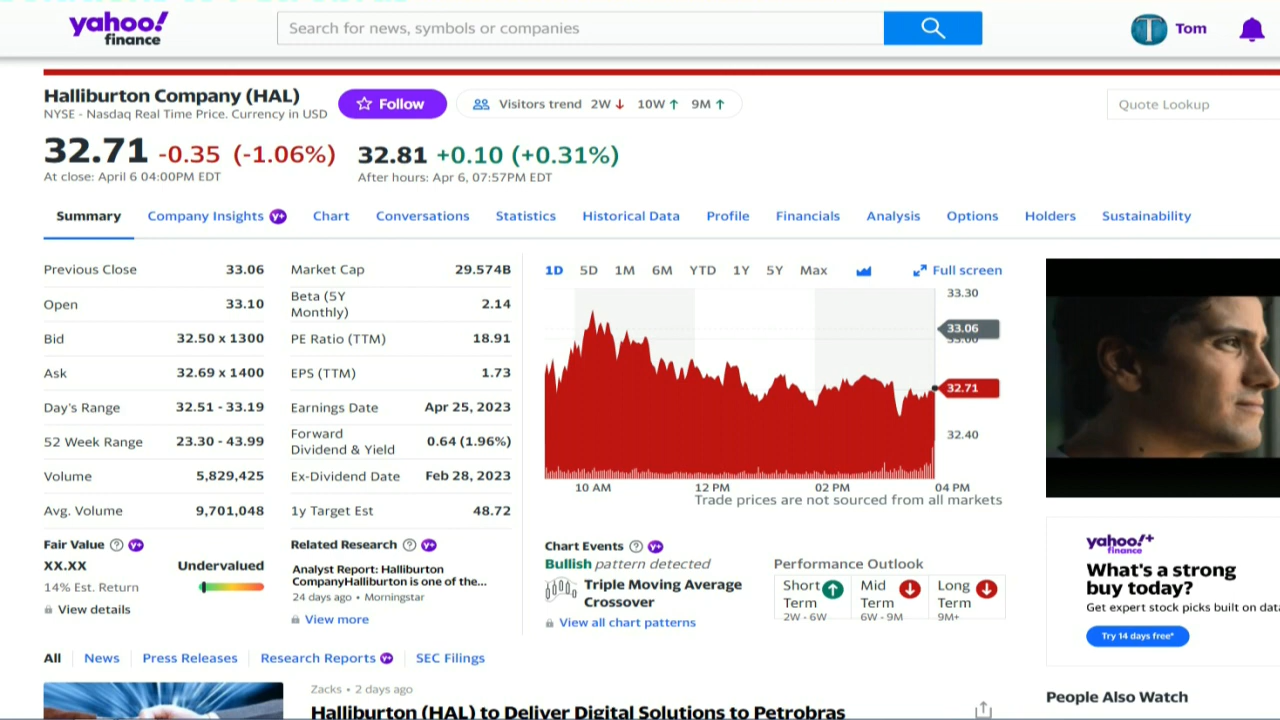 Solutions to Petrobras
yahoo!
finance
Search for news, symbols or companies
T Tom
Halliburton Company (HAL)
NYSE - Nasdaq Real Time Price. Currency in USD
Follow
Visitors trend 2W ↓ 10W ↑ 9M ↑
Quote Lookup
32.71 -0.35 (-1.06%) 32.81 +0.10 (+0.31%)
At close: April 6 04:00PM EDT After hours: Apr 6, 07:57PM EDT
Summary Company Insights y+ Chart Conversations Statistics Historical Data Profile Financials Analysis Options Holders Sustainability
Previous Close 33.06
Open 33.10
Bid 32.50 x 1300
Ask 32.69 x 1400
Day's Range 32.51 - 33.19
52 Week Range 23.30 - 43.99
Volume 5,829,425
Avg. Volume 9,701,048
Market Cap 29.574B
Beta (5Y
Monthly) 2.14
PE Ratio (TTM) 18.91
EPS (TTM) 1.73
Earnings Date Apr 25, 2023
Forward
Dividend & Yield 0.64 (1.96%)
Ex-Dividend Date Feb 28, 2023
1y Target Est 48.72
1D 5D 1M 6M YTD 1Y 5Y Max Full screen
33.30
33.06
33.00
32.71
32.40
10 AM 12 PM 02 PM 04 PM
Trade prices are not sourced from all markets
Fair Value ? y+
XX.XX Undervalued
14% Est. Return
View details
Related Research ? y+
Analyst Report: Halliburton
CompanyHalliburton is one of the...
24 days ago • Morningstar
View more
Chart Events ? y+
Bullish pattern detected
Triple Moving Average
Crossover
View all chart patterns
Performance Outlook
Short
Term
2W - 6W
Mid
Term
6W - 9M
Long
Term
9M+
yahoo!+
finance
What's a strong
buy today?
Get expert stock picks built on data
Try 14 days free*
All News Press Releases Research Reports y+ SEC Filings
Zacks • 2 days ago
Halliburton (HAL) to Deliver Digital Solutions to Petrobras
People Also Watch